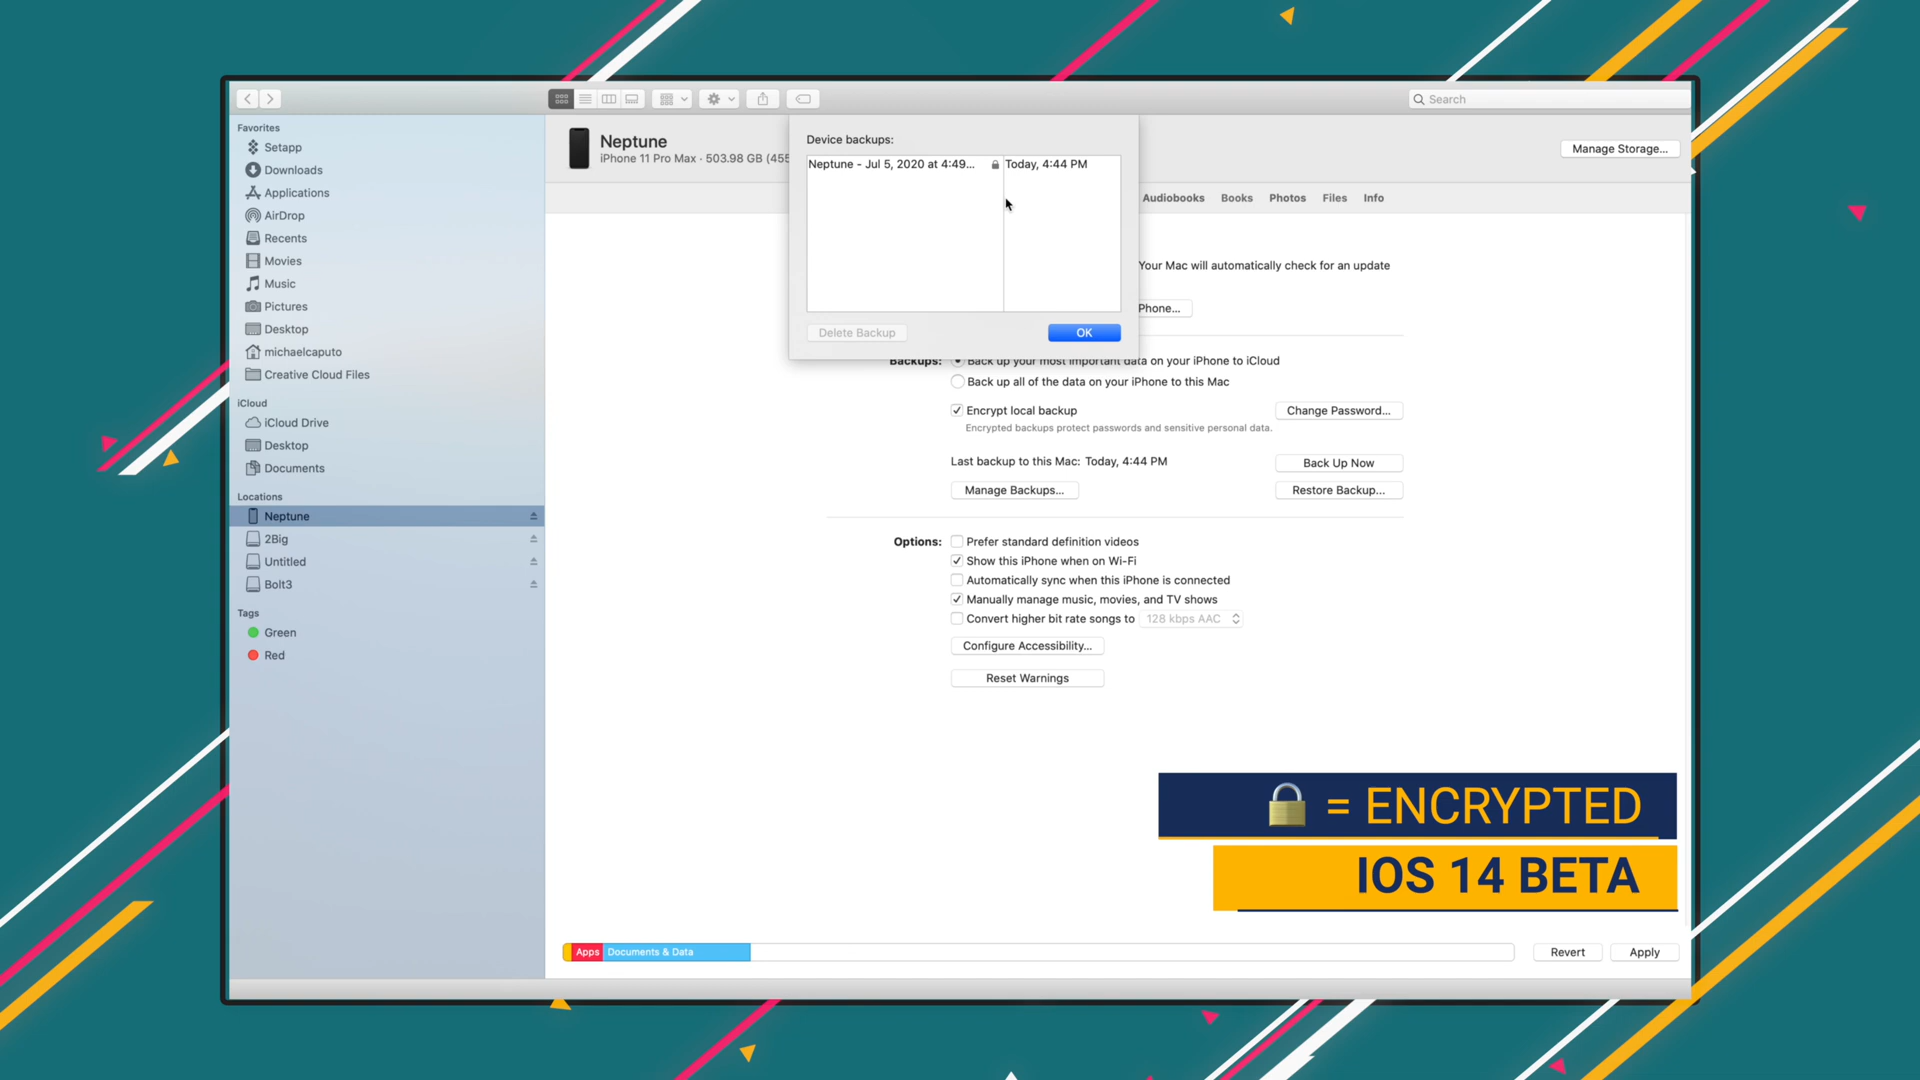 Search
Favorites
Setapp
Downloads
Applications
AirDrop
Recents
Movies
Music
Pictures
Desktop
michaelcaputo
Creative Cloud Files
iCloud
iCloud Drive
Desktop
Documents
Locations
Neptune
2Big
Untitled
Bolt3
Tags
Green
Red
Neptune
iPhone 11 Pro Max · 503.98 GB (455
Manage Storage...
Device backups:
Neptune - Jul 5, 2020 at 4:49... Today, 4:44 PM
Delete Backup OK
Audiobooks Books Photos Files Info
Your Mac will automatically check for an update
Phone...
Backups: Back up your most important data on your iPhone to iCloud
Back up all of the data on your iPhone to this Mac
Encrypt local backup Change Password...
Encrypted backups protect passwords and sensitive personal data.
Last backup to this Mac: Today, 4:44 PM Back Up Now
Manage Backups... Restore Backup...
Options: Prefer standard definition videos
Show this iPhone when on Wi-Fi
Automatically sync when this iPhone is connected
Manually manage music, movies, and TV shows
Convert higher bit rate songs to 128 kbps AAC
Configure Accessibility...
Reset Warnings
= ENCRYPTED
IOS 14 BETA
Apps Documents & Data Revert Apply